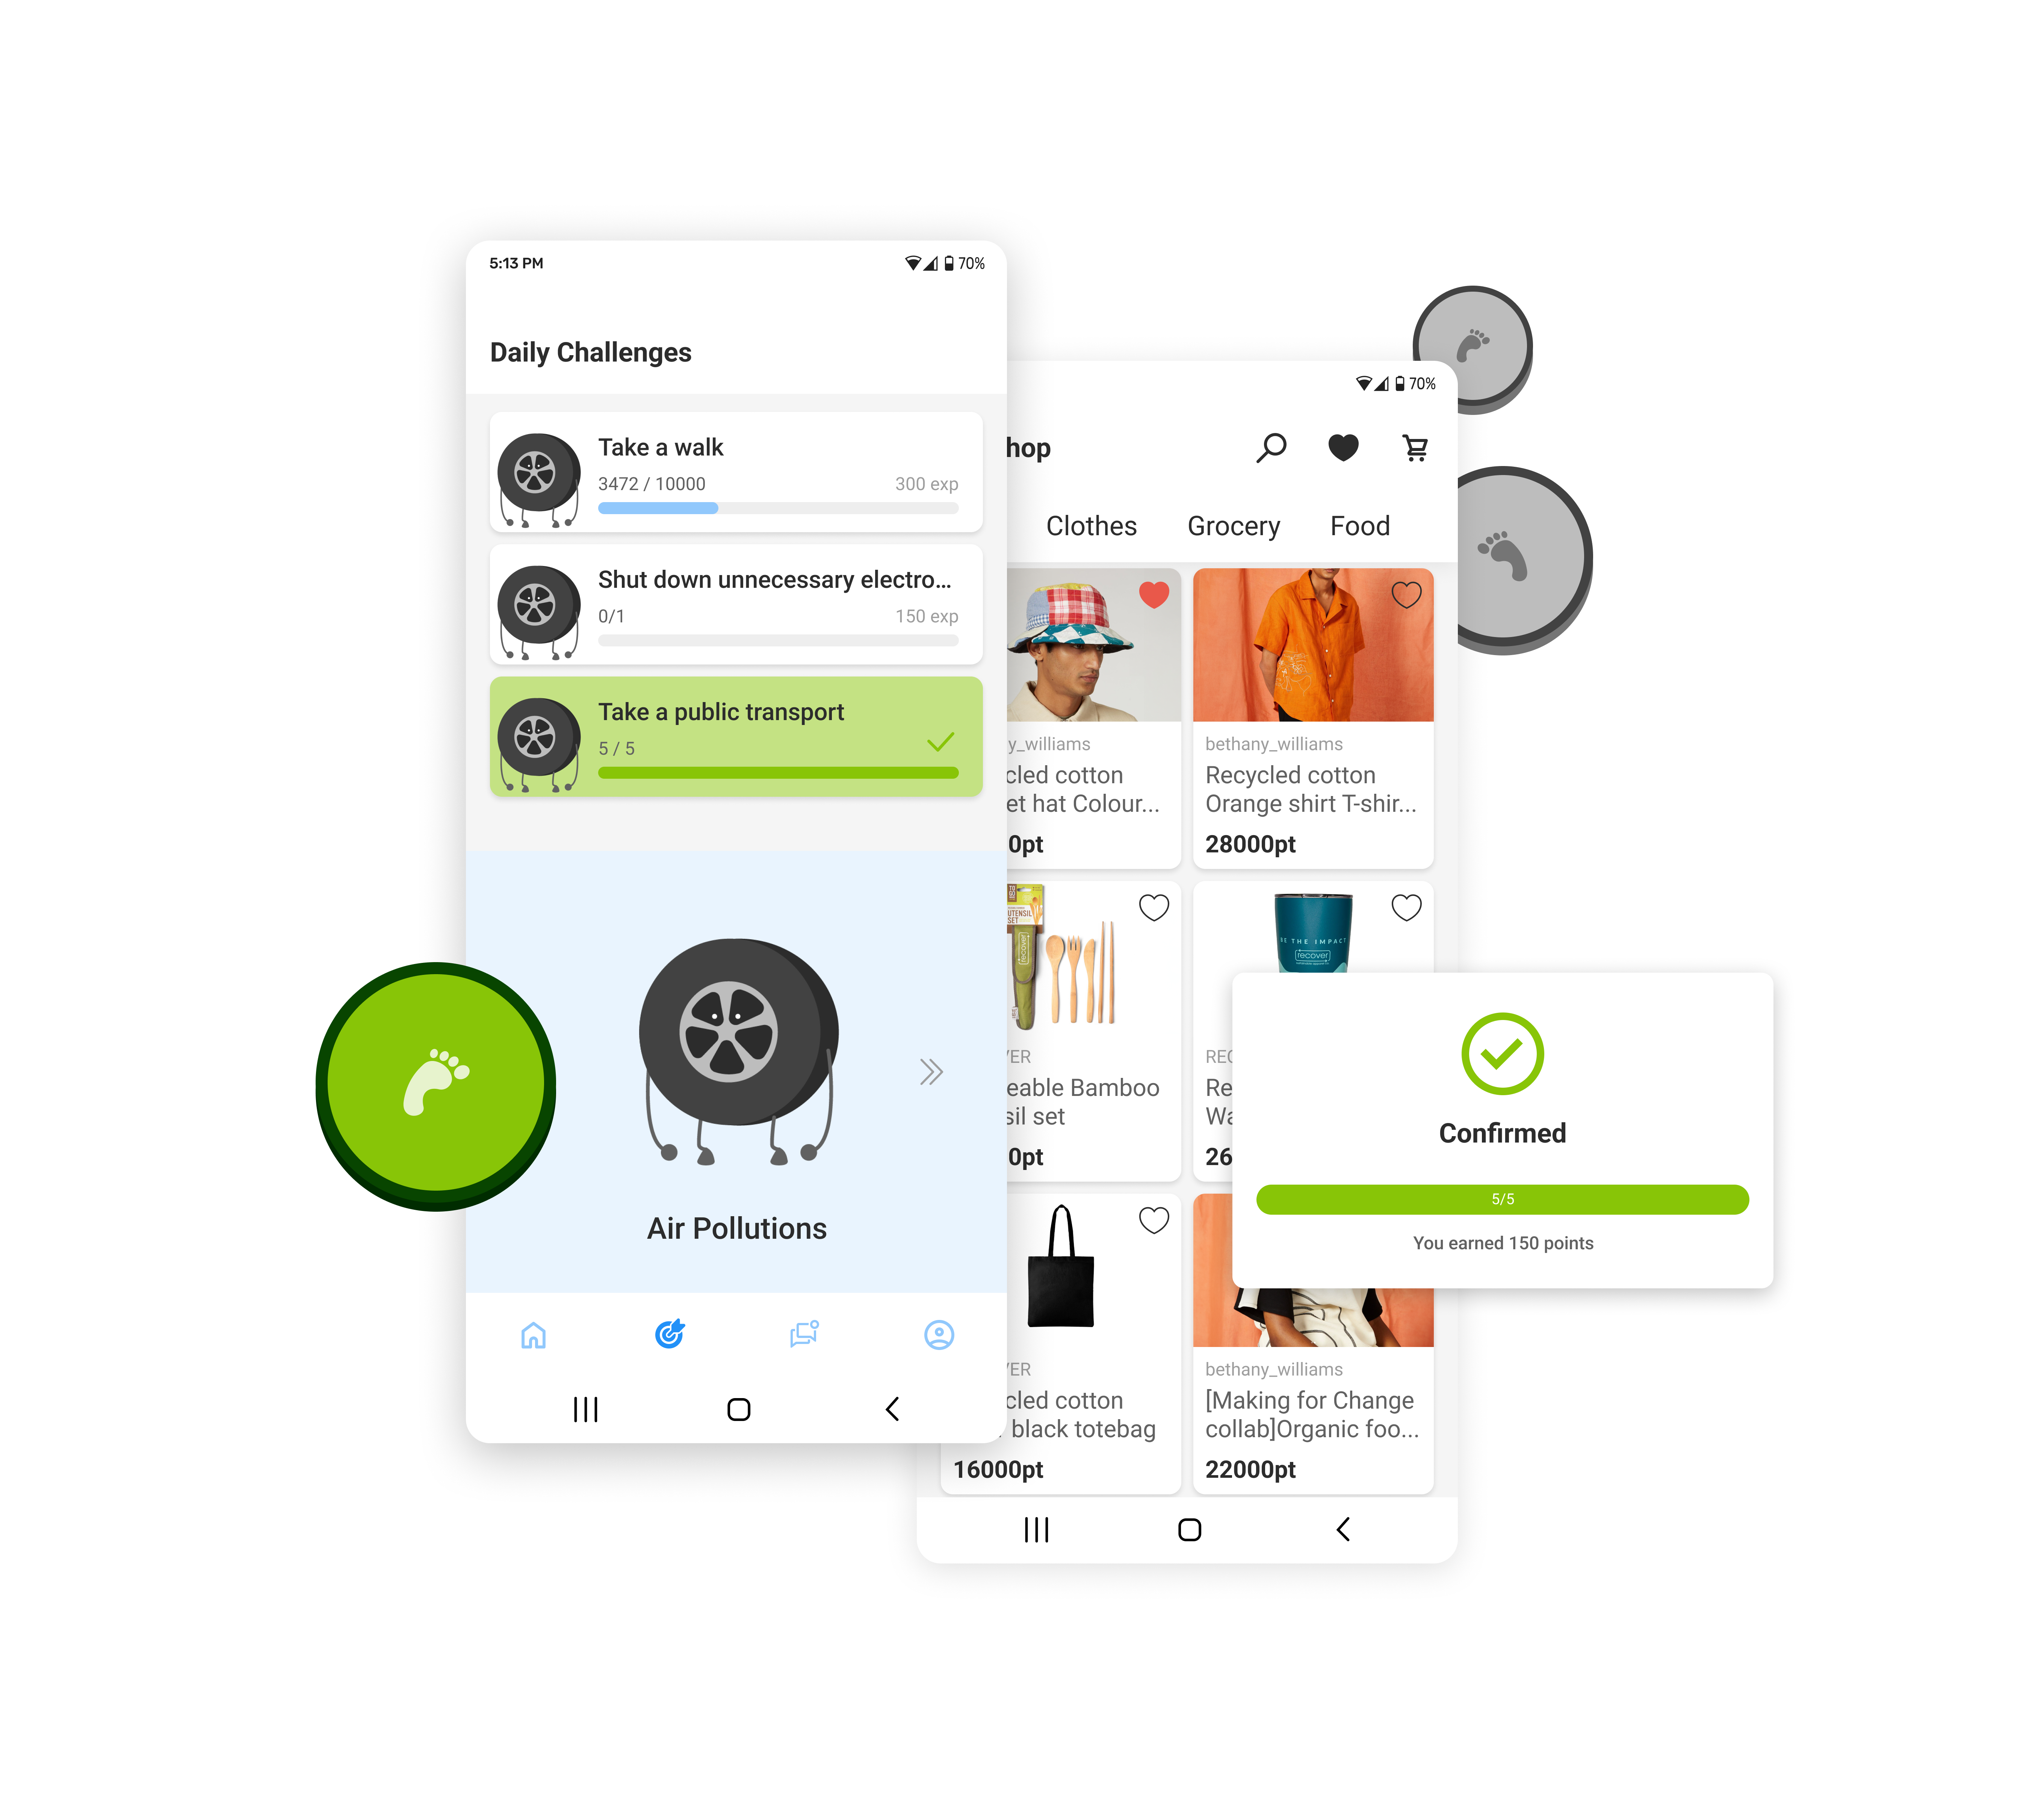 5:13 PM
70%
Daily Challenges
Take a walk
3472 / 10000
300 exp
Shut down unnecessary electro...
0/1
150 exp
Take a public transport
5 / 5
Air Pollutions
70%
hop
Clothes
Grocery
Food
y_williams
cled cotton
et hat Colour...
0pt
bethany_williams
Recycled cotton
Orange shirt T-shir...
28000pt
UTENSIL
SET
recover
ER
eable Bamboo
sil set
0pt
BE THE IMPACT
recover
REC
Re
Wa
26
ER
cled cotton
black totebag
16000pt
bethany_williams
[Making for Change
collab]Organic foo...
22000pt
Confirmed
5/5
You earned 150 points